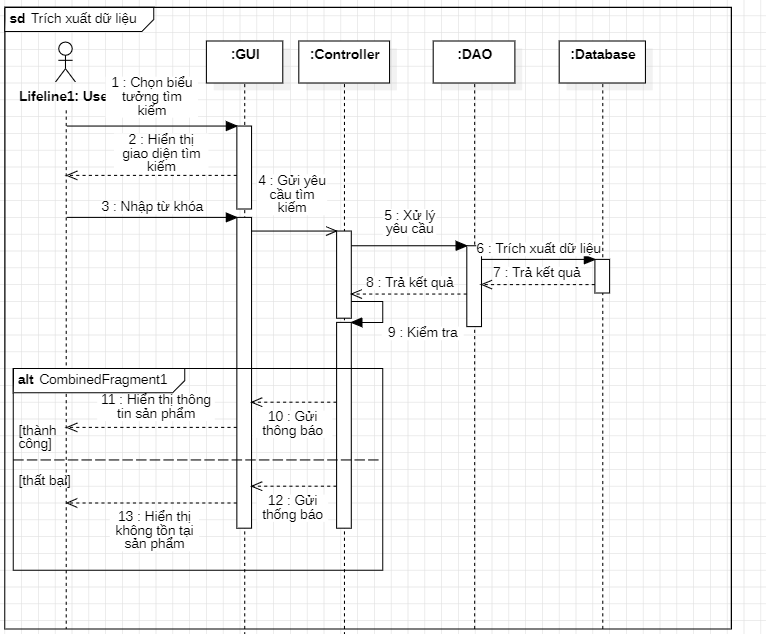 sd Trích xuất dữ liệu
:GUI
:Controller
:DAO
:Database
Lifeline1: Use
1 : Chọn biểu
tưởng tìm
kiếm
2 : Hiển thị
giao diện tìm
kiếm
3 : Nhập từ khóa
4 : Gửi yêu
cầu tìm
kiếm
5 : Xử lý
yêu cầu
6 : Trích xuất dữ liệu
7 : Trả kết quả
8 : Trả kết quả
9 : Kiểm tra
alt CombinedFragment1
11 : Hiển thị thông
tin sản phẩm
10 : Gửi
thông báo
[thành
công]
[thất bại]
12 : Gửi
thống báo
13 : Hiển thị
không tồn tại
sản phẩm